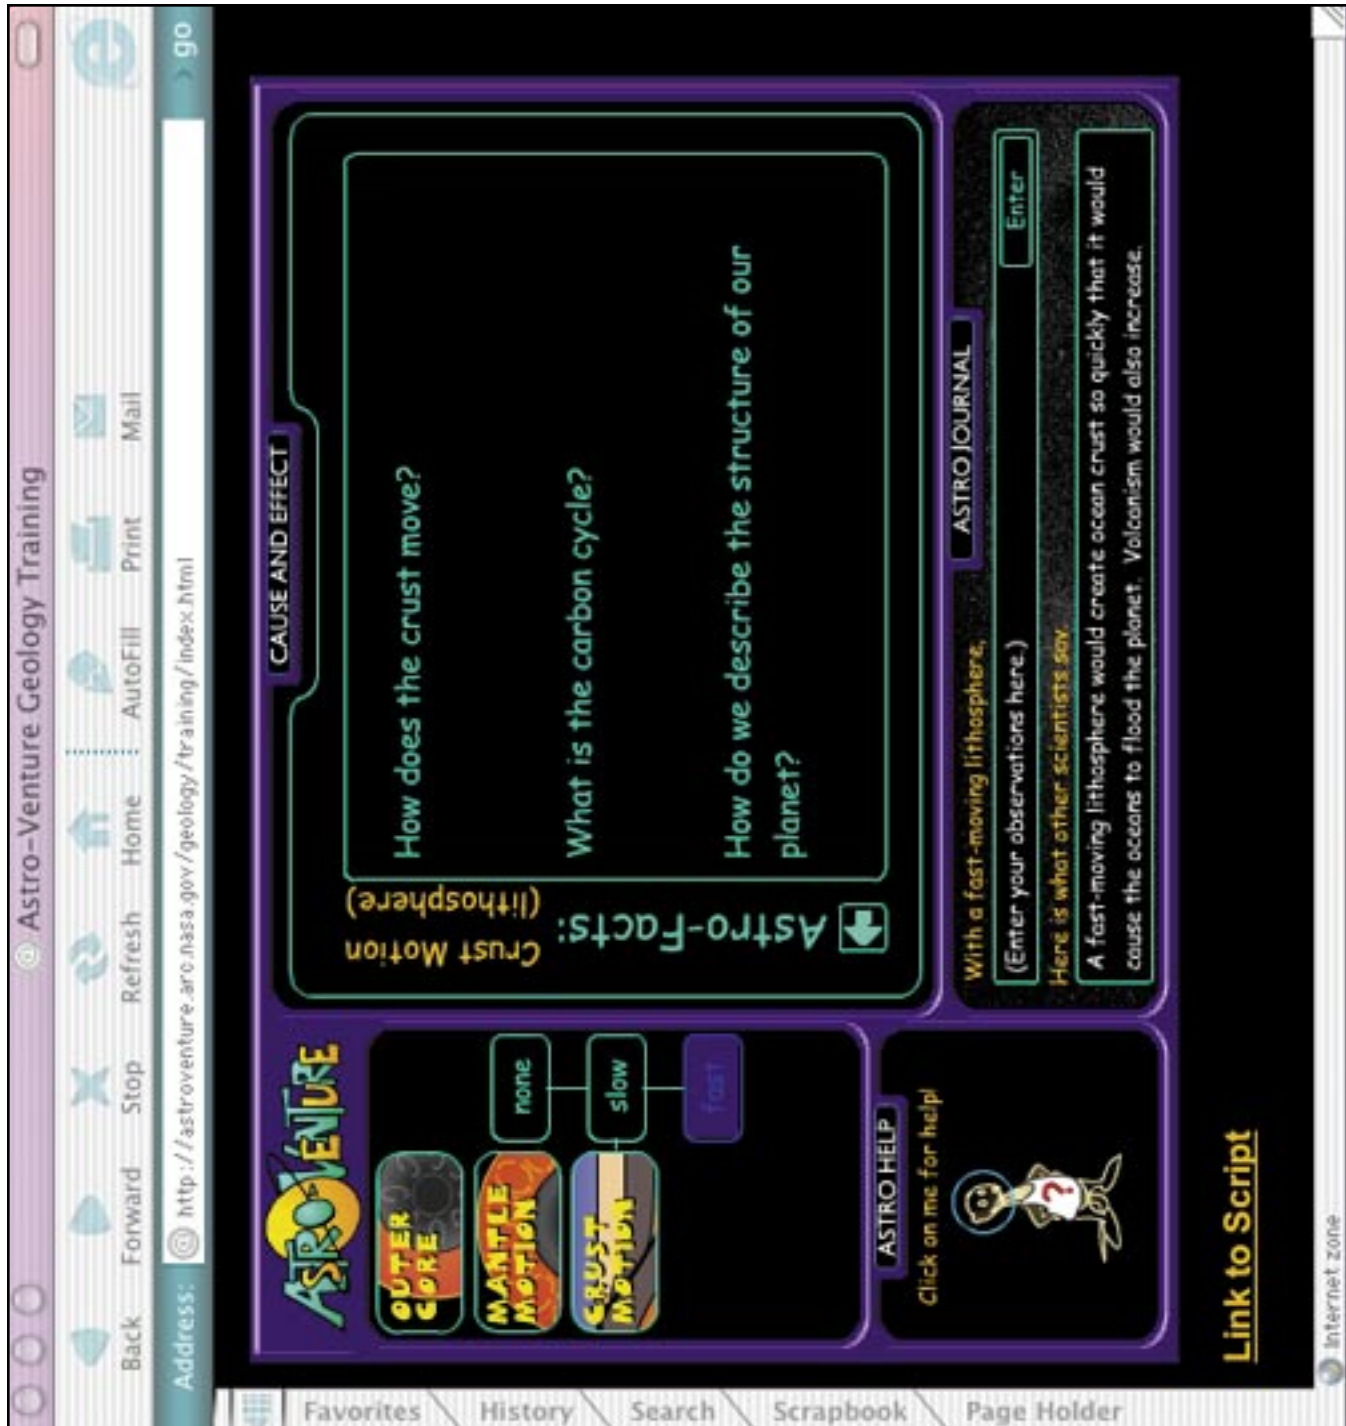 Astro-Venture Geology Training
Back Forward Stop Refresh Home AutoFill Print Mail
Address: @ http://astroventure.arc.nasa.gov/geology/training/index.html go
Favorites
History
Search
Scrapbook
Page Holder
ASTROVENTURE
OUTER
CORE
MANTLE
MOTION
CRUST
MOTION
none
slow
fast
CAUSE AND EFFECT
Crust Motion
(lithosphere)
Astro-Facts:
How does the crust move?
What is the carbon cycle?
How do we describe the structure of our
planet?
ASTRO HELP
Click on me for help!
?
ASTRO JOURNAL
With a fast-moving lithosphere,
(Enter your observations here.)
Enter
Here is what other scientists say
A fast-moving lithosphere would create ocean crust so quickly that it would
cause the oceans to flood the planet. Volcanism would also increase.
Link to Script
Internet zone